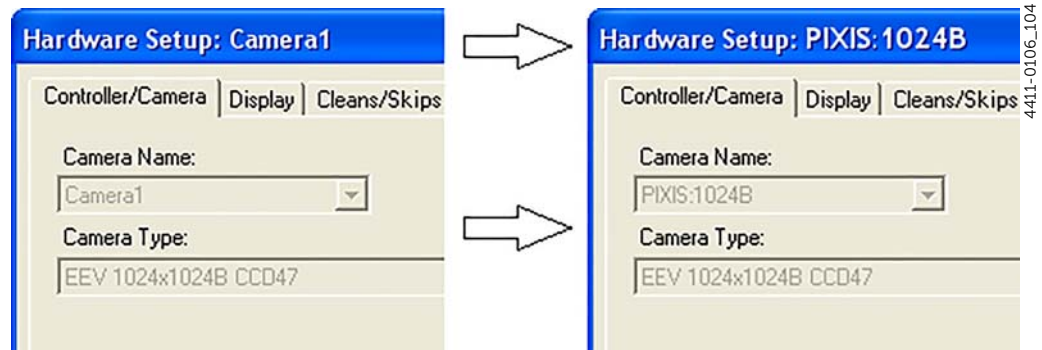 Hardware Setup: Camera1
Controller/Camera Display Cleans/Skips
Camera Name:
Camera1
Camera Type:
EEV 1024x1024B CCD47
Hardware Setup: PIXIS:1024B
Controller/Camera Display Cleans/Skips
Camera Name:
PIXIS:1024B
Camera Type:
EEV 1024x1024B CCD47
4411-0106_104